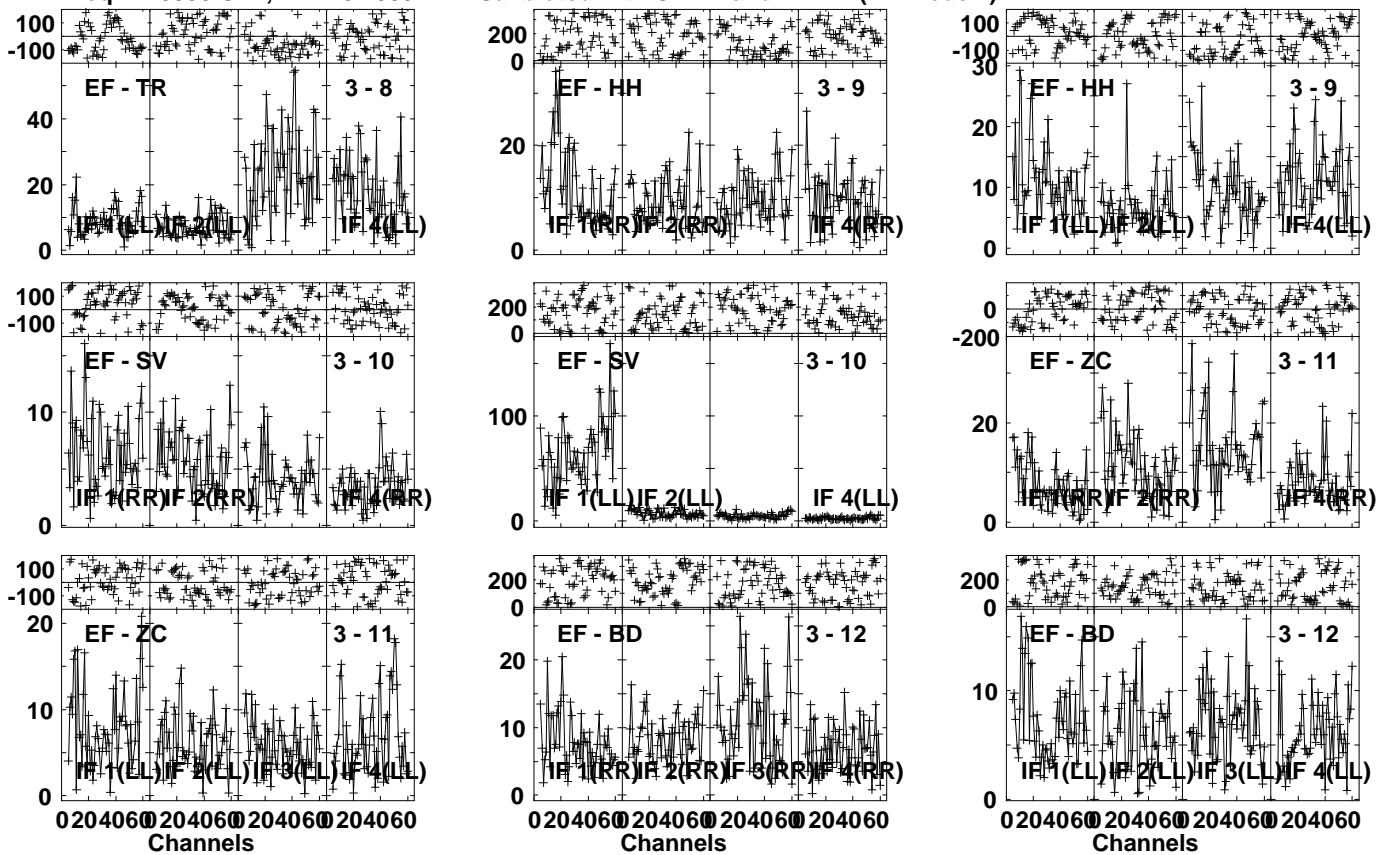 100
-100
EF - TR 3 - 8
40
20
0
IF 1(LL) IF 2(LL) IF 4(LL)
200
0
EF - HH 3 - 9
20
0
IF 1(RR) IF 2(RR) IF 4(RR)
100
-100
30
EF - HH 3 - 9
20
10
0
IF 1(LL) IF 2(LL) IF 4(LL)
100
-100
EF - SV 3 - 10
10
0
IF 1(RR) IF 2(RR) IF 4(RR)
200
0
EF - SV 3 - 10
100
0
IF 1(LL) IF 2(LL) IF 4(LL)
0
-200
EF - ZC 3 - 11
20
0
IF 1(RR) IF 2(RR) IF 4(RR)
100
-100
20
EF - ZC 3 - 11
10
0
IF 1(LL) IF 2(LL) IF 3(LL) IF 4(LL)
0 20 40 60 0 20 40 60 0 20 40 60 0 20 40 60
Channels
200
0
EF - BD 3 - 12
20
10
0
IF 1(RR) IF 2(RR) IF 3(RR) IF 4(RR)
0 20 40 60 0 20 40 60 0 20 40 60 0 20 40 60
Channels
200
0
EF - BD 3 - 12
10
0
IF 1(LL) IF 2(LL) IF 3(LL) IF 4(LL)
0 20 40 60 0 20 40 60 0 20 40 60 0 20 40 60
Channels